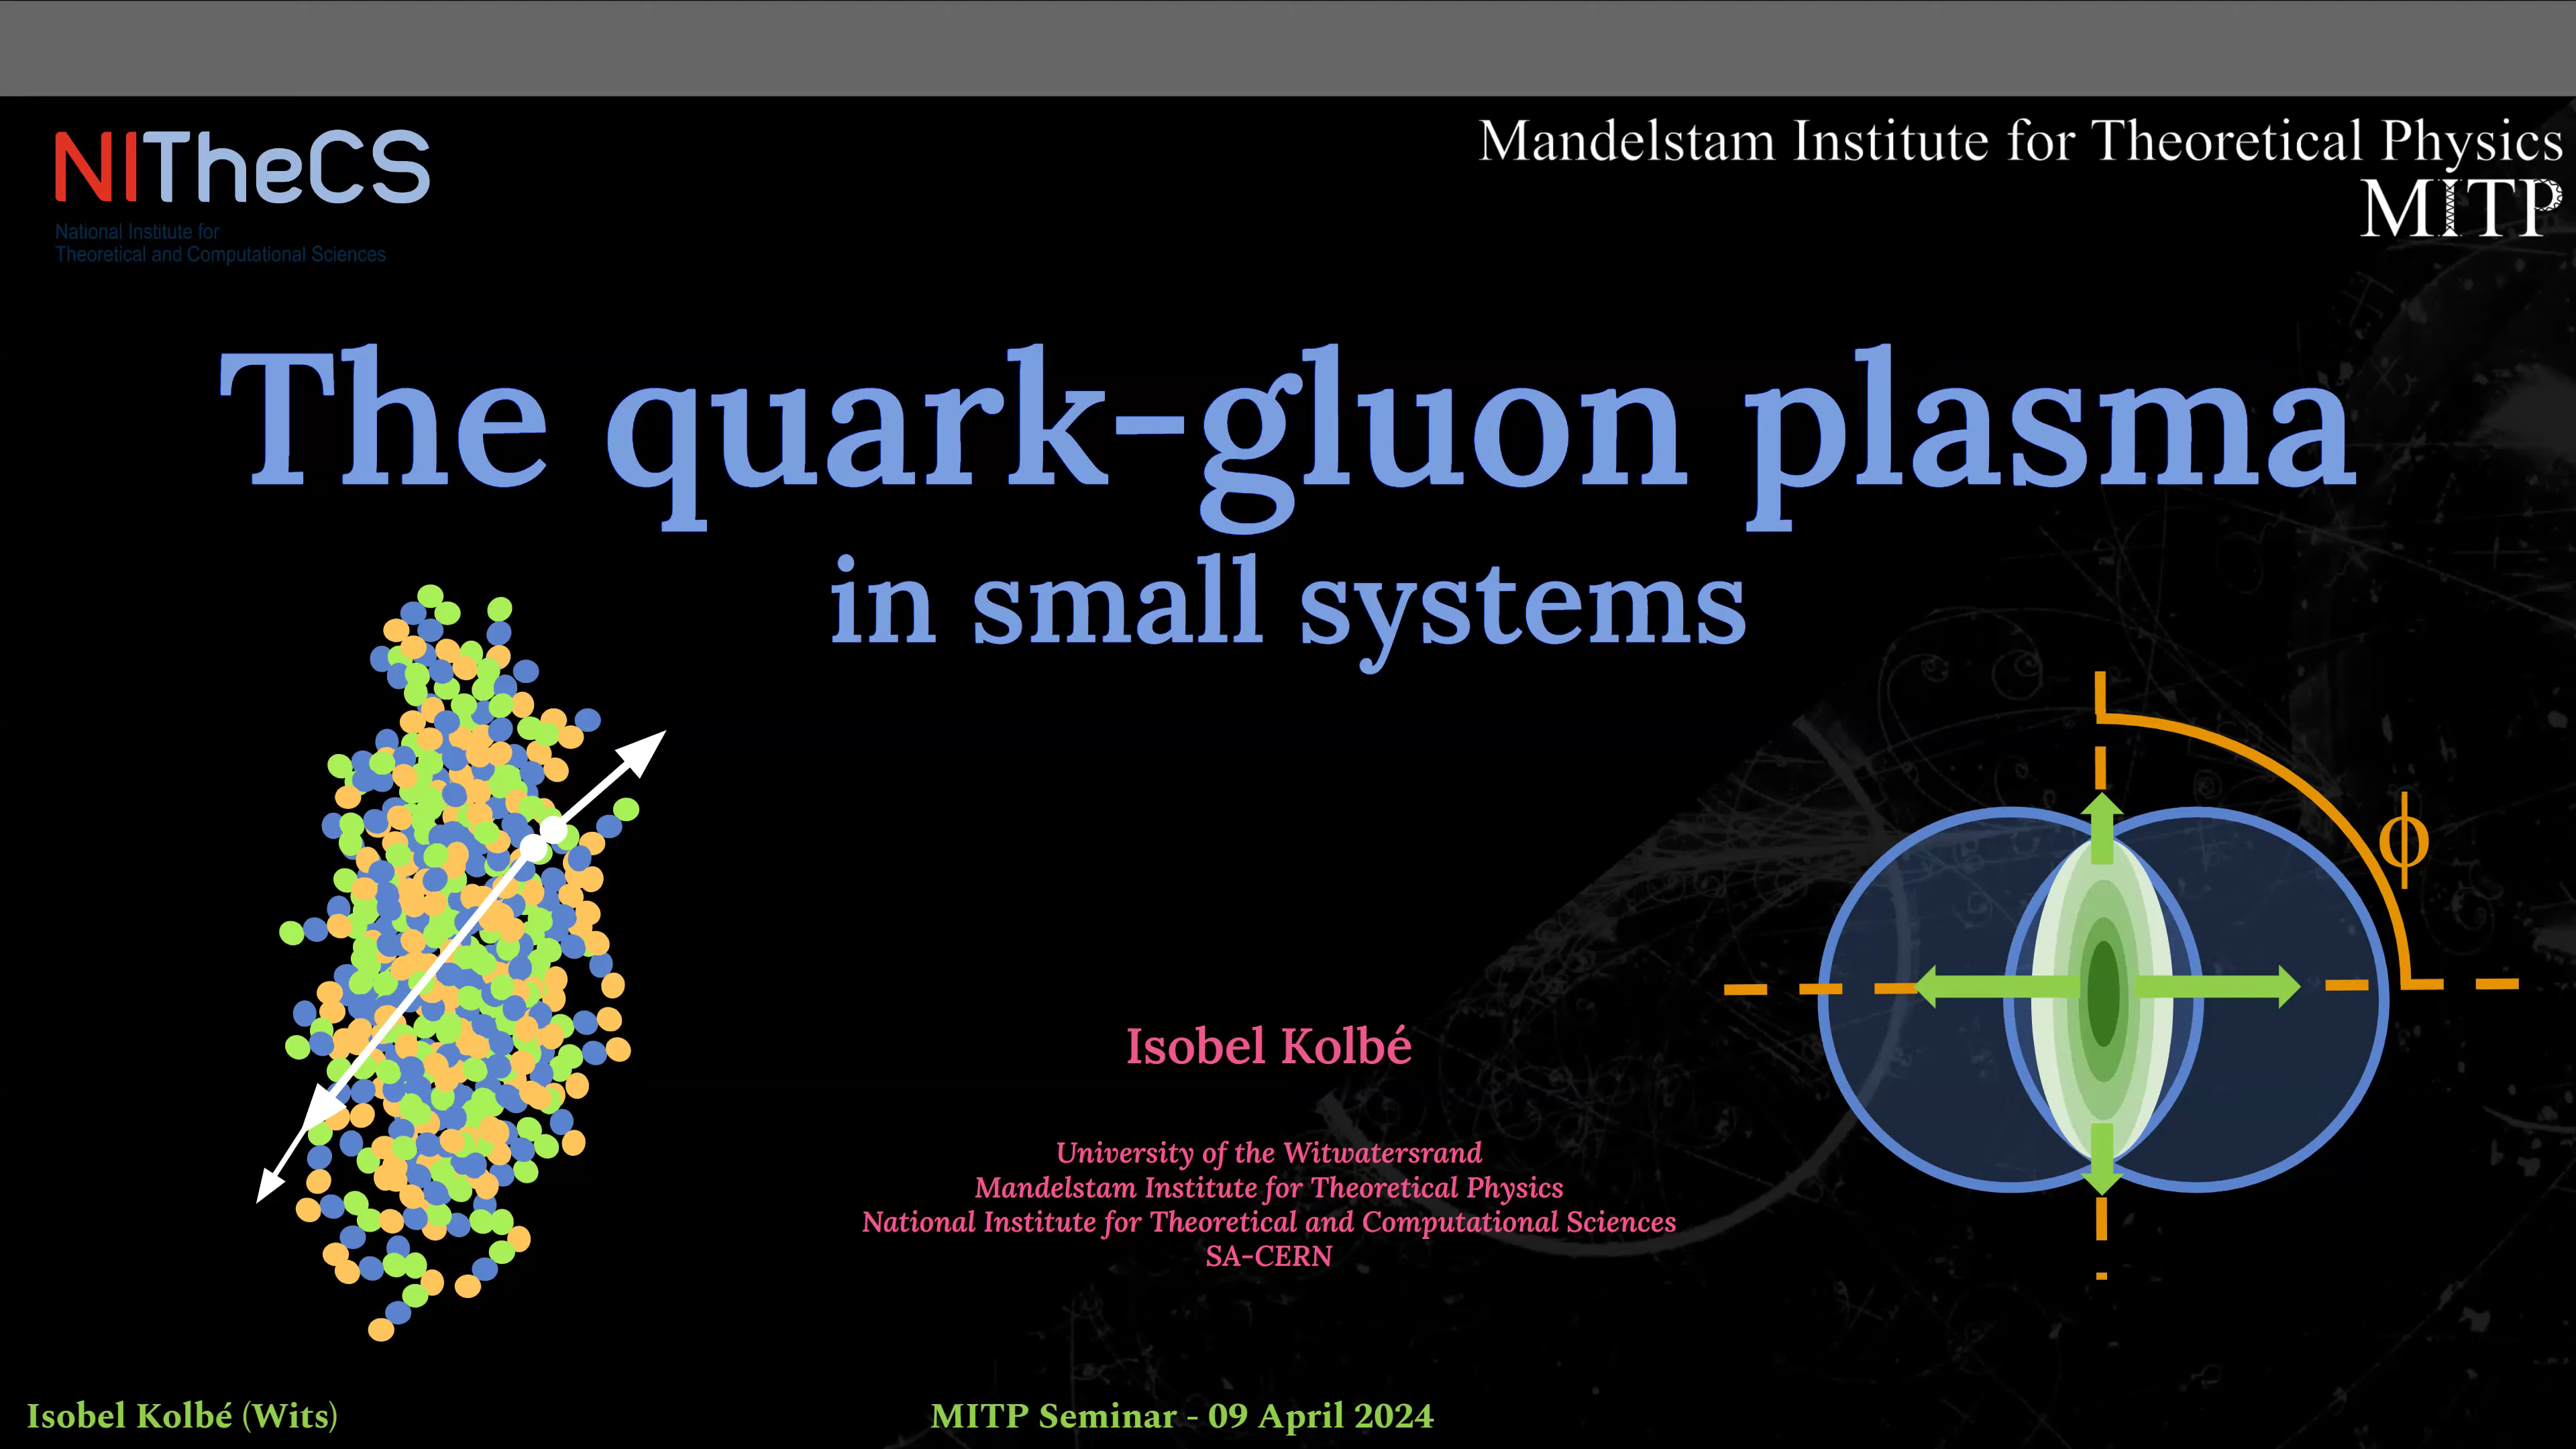 NITheCS
National Institute for
Theoretical and Computational Sciences
Mandelstam Institute for Theoretical Physics
MITP
The quark-gluon plasma
in small systems
ϕ
Isobel Kolbé
University of the Witwatersrand
Mandelstam Institute for Theoretical Physics
National Institute for Theoretical and Computational Sciences
SA-CERN
Isobel Kolbé (Wits)
MITP Seminar - 09 April 2024